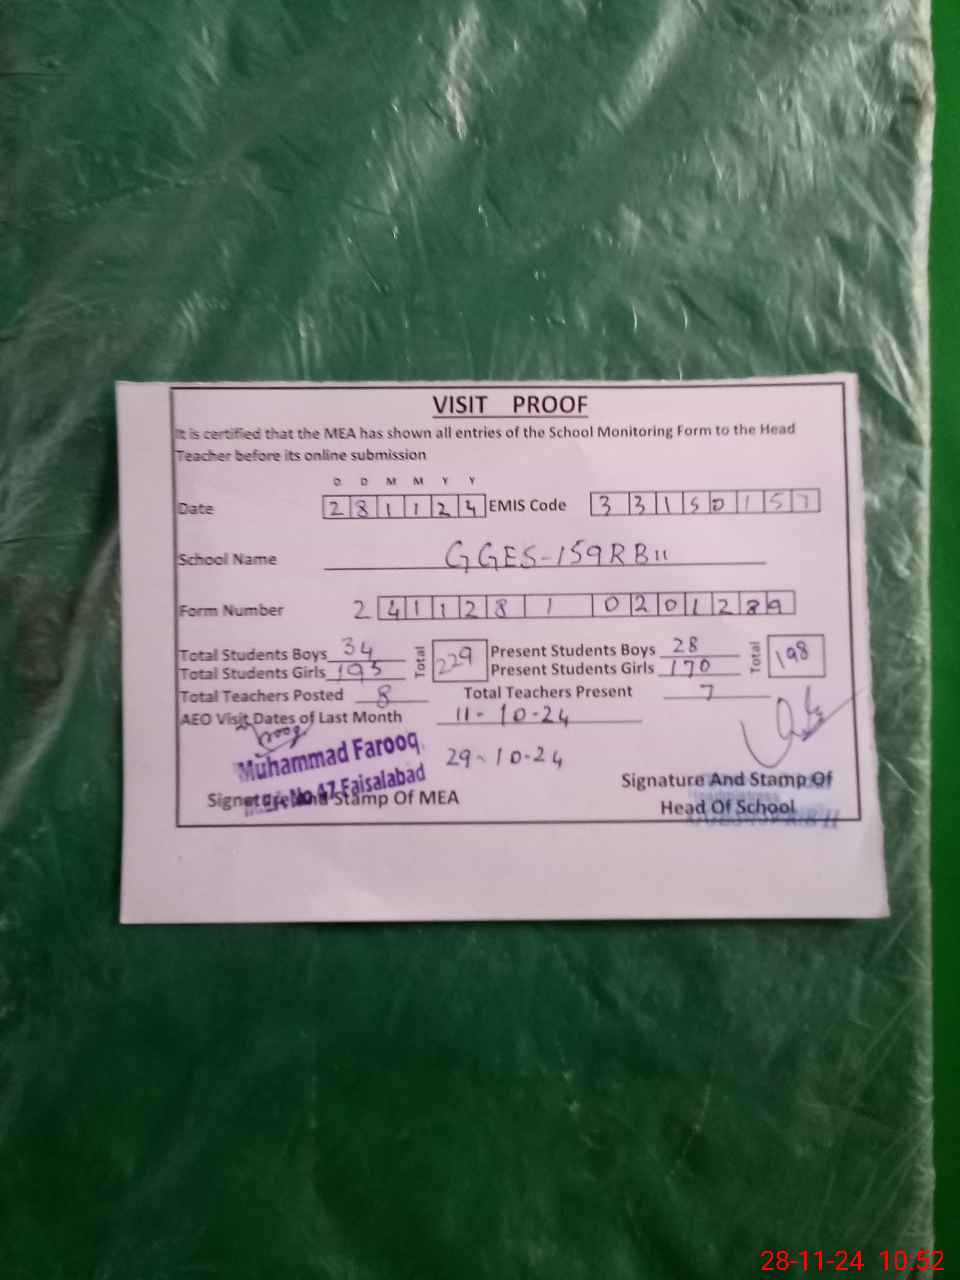 VISIT PROOF
It is certified that the MEA has shown all entries of the School Monitoring Form to the Head
Teacher before its online submission
D D M M Y Y
Date 2 8 1 1 2 4 EMIS Code 3 3 1 5 0 1 5 7
School Name GGES-159RB II
Form Number 2 4 1 1 2 8 1 0 2 0 1 2 8 9
Total Students Boys 34 Total 229 Present Students Boys 28 Total 198
Total Students Girls 195 Present Students Girls 170
Total Teachers Posted 8 Total Teachers Present 7
AEO Visit Dates of Last Month 11-10-24
29-10-24
Muhammad Farooq
No.47 Faisalabad
Signature And Stamp Of MEA
Signature And Stamp Of
Head Of School
28-11-24 10:52